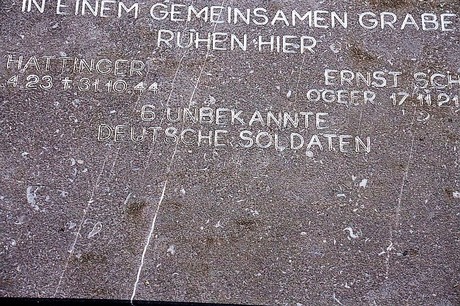 IN EINEM GEMEINSAMEN GRABE
RUHEN HIER
HATTINGER
4.23 ✝ 31.10.44
ERNST SCH
OGEFR 17.11.21
6 UNBEKANNTE
DEUTSCHE SOLDATEN